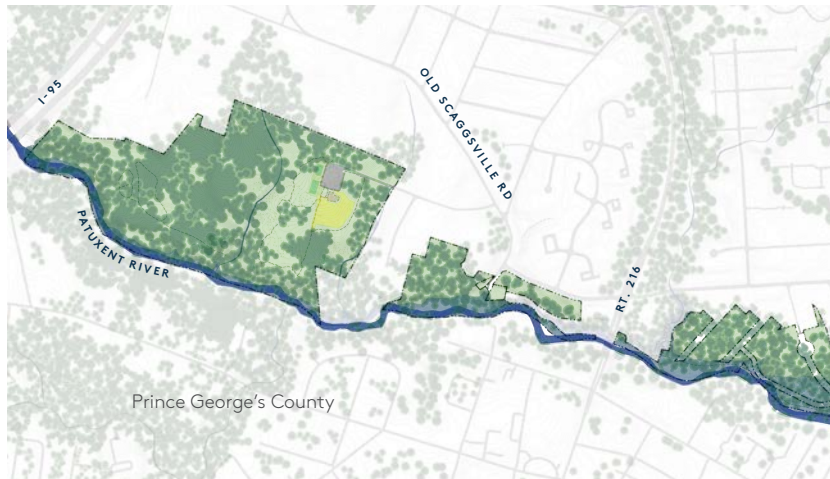 I-95
OLD SCAGGSVILLE RD
PATUXENT RIVER
RT. 216
Prince George's County